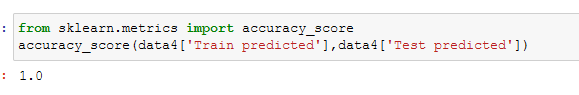 : from sklearn.metrics import accuracy_score
accuracy_score(data4['Train predicted'],data4['Test predicted'])
: 1.0